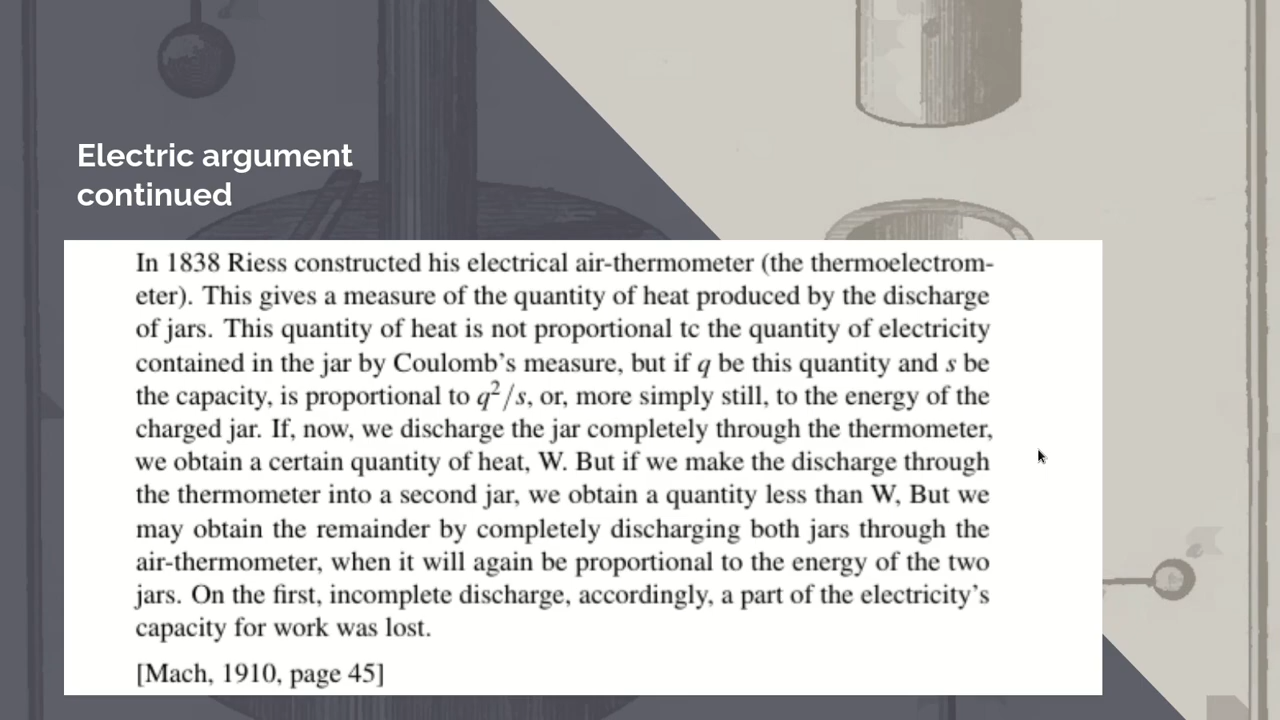 Electric argument
continued
In 1838 Riess constructed his electrical air-thermometer (the thermoelectrom-
eter). This gives a measure of the quantity of heat produced by the discharge
of jars. This quantity of heat is not proportional tc the quantity of electricity
contained in the jar by Coulomb's measure, but if q be this quantity and s be
the capacity, is proportional to q²/s, or, more simply still, to the energy of the
charged jar. If, now, we discharge the jar completely through the thermometer,
we obtain a certain quantity of heat, W. But if we make the discharge through
the thermometer into a second jar, we obtain a quantity less than W, But we
may obtain the remainder by completely discharging both jars through the
air-thermometer, when it will again be proportional to the energy of the two
jars. On the first, incomplete discharge, accordingly, a part of the electricity's
capacity for work was lost.
[Mach, 1910, page 45]